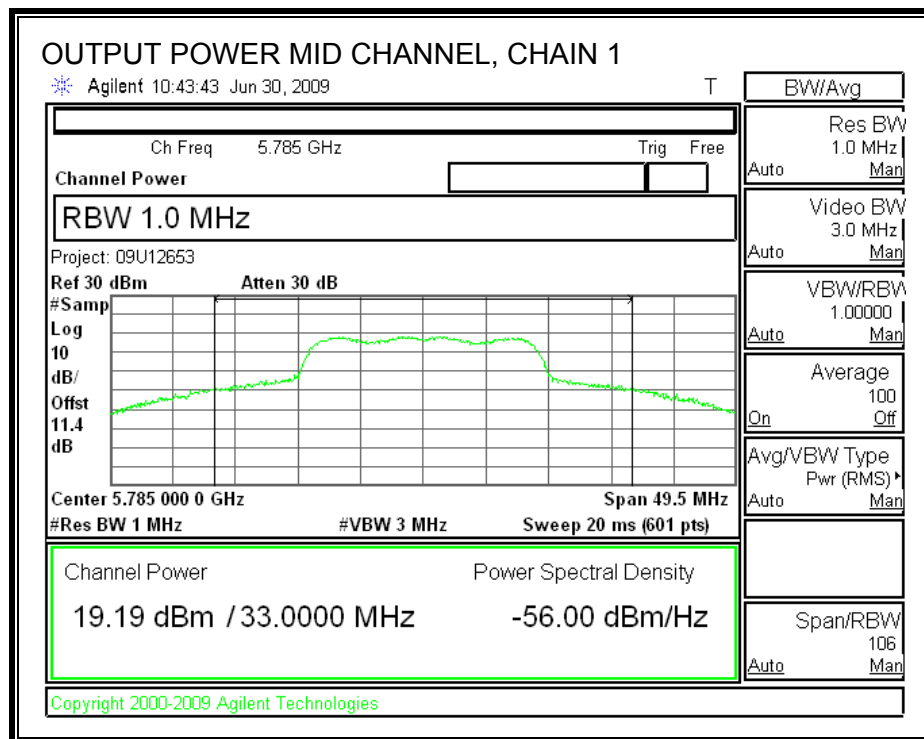 OUTPUT POWER MID CHANNEL, CHAIN 1
Agilent 10:43:43 Jun 30, 2009 T
BW/Avg
Ch Freq 5.785 GHz Trig Free
Channel Power
RBW 1.0 MHz
Project: 09U12653
Ref 30 dBm Atten 30 dB
#Samp
Log
10
dB/
Offst
11.4
dB
Center 5.785 000 0 GHz Span 49.5 MHz
#Res BW 1 MHz #VBW 3 MHz Sweep 20 ms (601 pts)
Channel Power Power Spectral Density
19.19 dBm / 33.0000 MHz -56.00 dBm/Hz
Res BW
1.0 MHz
Auto Man
Video BW
3.0 MHz
Auto Man
VBW/RBW
1.00000
Auto Man
Average
100
On Off
Avg/VBW Type
Pwr (RMS)
Auto Man
Span/RBW
106
Auto Man
Copyright 2000-2009 Agilent Technologies